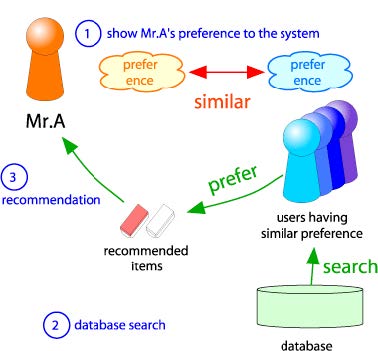 1 show Mr.A's preference to the system
prefer
ence
prefer
ence
similar
Mr.A
3
recommendation
prefer
users having
similar preference
recommended
items
search
2 database search
database